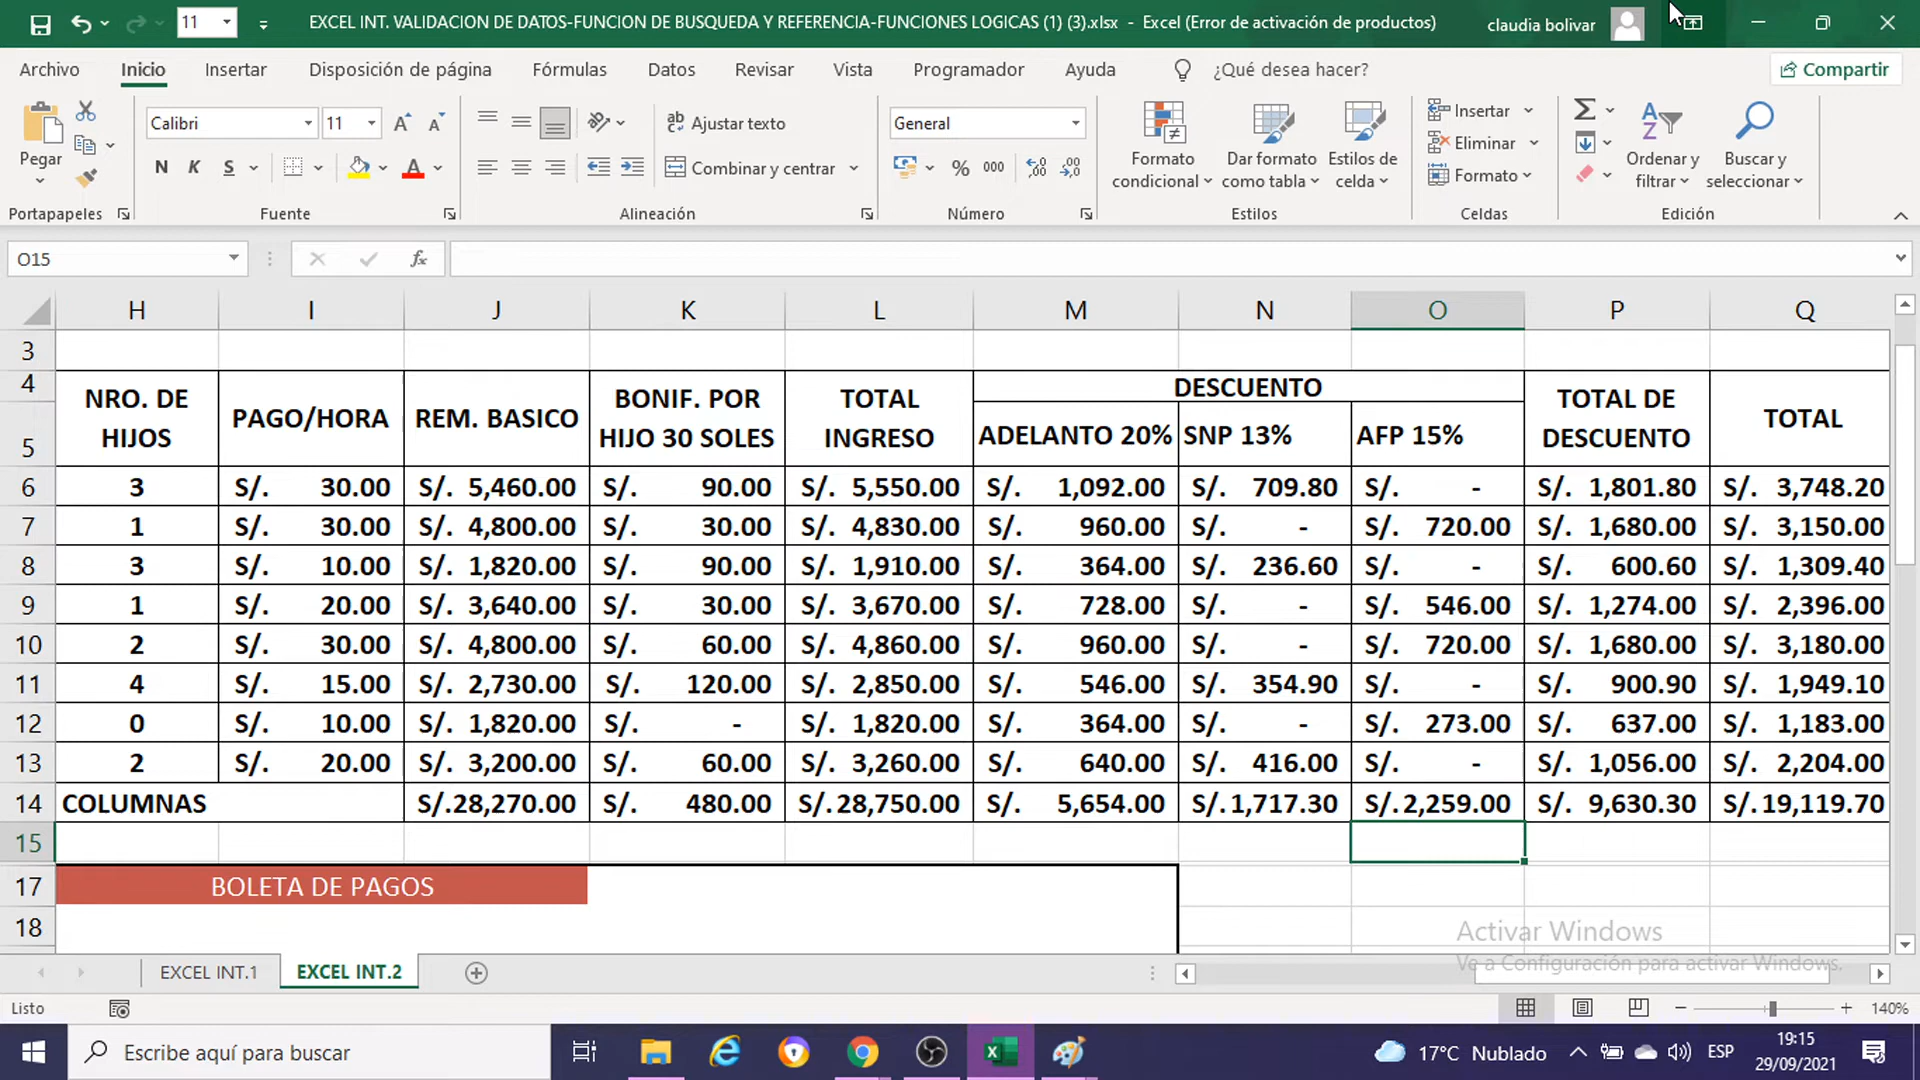 11
EXCEL INT. VALIDACION DE DATOS-FUNCION DE BUSQUEDA Y REFERENCIA-FUNCIONES LOGICAS (1) (3).xlsx - Excel (Error de activación de productos)
claudia bolivar
Archivo Inicio Insertar Disposición de página Fórmulas Datos Revisar Vista Programador Ayuda ¿Qué desea hacer? Compartir
Pegar
Portapapeles
Calibri 11
N K S
Fuente
Ajustar texto
Combinar y centrar
Alineación
General
% 000
Número
Formato condicional
Dar formato como tabla
Estilos de celda
Estilos
Insertar
Eliminar
Formato
Celdas
Ordenar y filtrar
Buscar y seleccionar
Edición
O15 fx
H I J K L M N O P Q
3
4 NRO. DE HIJOS PAGO/HORA REM. BASICO BONIF. POR HIJO 30 SOLES TOTAL INGRESO DESCUENTO TOTAL DE DESCUENTO TOTAL
5 ADELANTO 20% SNP 13% AFP 15%
6 3 S/. 30.00 S/. 5,460.00 S/. 90.00 S/. 5,550.00 S/. 1,092.00 S/. 709.80 S/. - S/. 1,801.80 S/. 3,748.20
7 1 S/. 30.00 S/. 4,800.00 S/. 30.00 S/. 4,830.00 S/. 960.00 S/. - S/. 720.00 S/. 1,680.00 S/. 3,150.00
8 3 S/. 10.00 S/. 1,820.00 S/. 90.00 S/. 1,910.00 S/. 364.00 S/. 236.60 S/. - S/. 600.60 S/. 1,309.40
9 1 S/. 20.00 S/. 3,640.00 S/. 30.00 S/. 3,670.00 S/. 728.00 S/. - S/. 546.00 S/. 1,274.00 S/. 2,396.00
10 2 S/. 30.00 S/. 4,800.00 S/. 60.00 S/. 4,860.00 S/. 960.00 S/. - S/. 720.00 S/. 1,680.00 S/. 3,180.00
11 4 S/. 15.00 S/. 2,730.00 S/. 120.00 S/. 2,850.00 S/. 546.00 S/. 354.90 S/. - S/. 900.90 S/. 1,949.10
12 0 S/. 10.00 S/. 1,820.00 S/. - S/. 1,820.00 S/. 364.00 S/. - S/. 273.00 S/. 637.00 S/. 1,183.00
13 2 S/. 20.00 S/. 3,200.00 S/. 60.00 S/. 3,260.00 S/. 640.00 S/. 416.00 S/. - S/. 1,056.00 S/. 2,204.00
14 COLUMNAS S/.28,270.00 S/. 480.00 S/.28,750.00 S/. 5,654.00 S/.1,717.30 S/.2,259.00 S/. 9,630.30 S/.19,119.70
15
17 BOLETA DE PAGOS
18
Activar Windows
Ve a Configuración para activar Windows.
EXCEL INT.1 EXCEL INT.2
Listo 140%
Escribe aquí para buscar
17°C Nublado ESP 19:15
29/09/2021